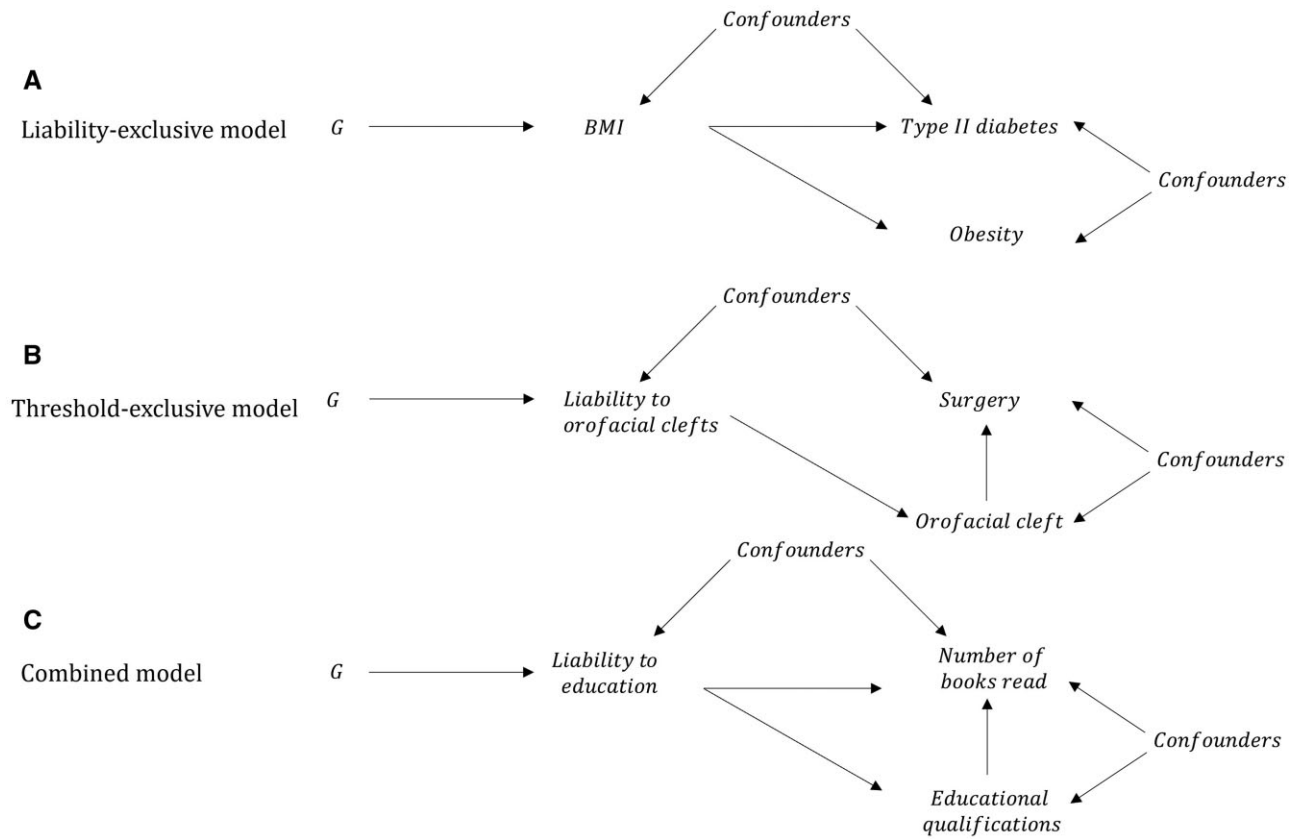 Confounders
A
Liability-exclusive model
G
BMI
Type II diabetes
Confounders
Obesity
Confounders
B
Threshold-exclusive model
G
Liability to
orofacial clefts
Surgery
Confounders
Orofacial cleft
Confounders
C
Combined model
G
Liability to
education
Number of
books read
Confounders
Educational
qualifications